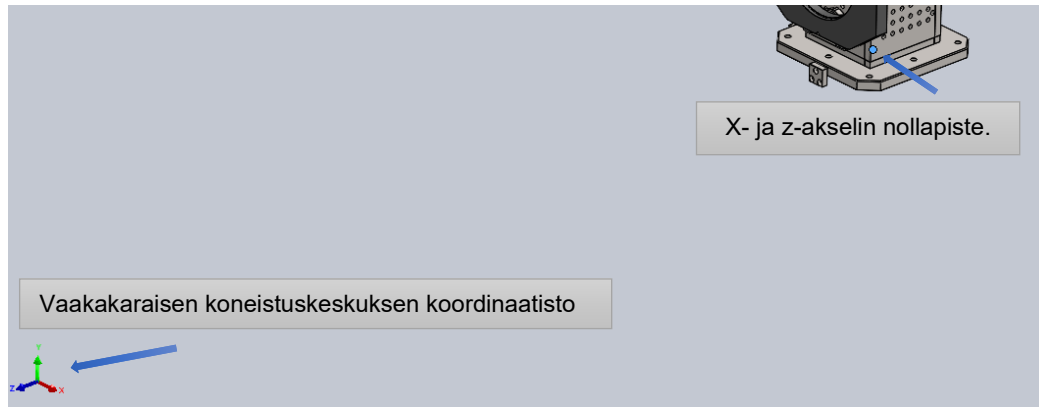 X- ja z-akselin nollapiste.
Vaakakaraisen koneistuskeskuksen koordinaatisto
Y
Z
X